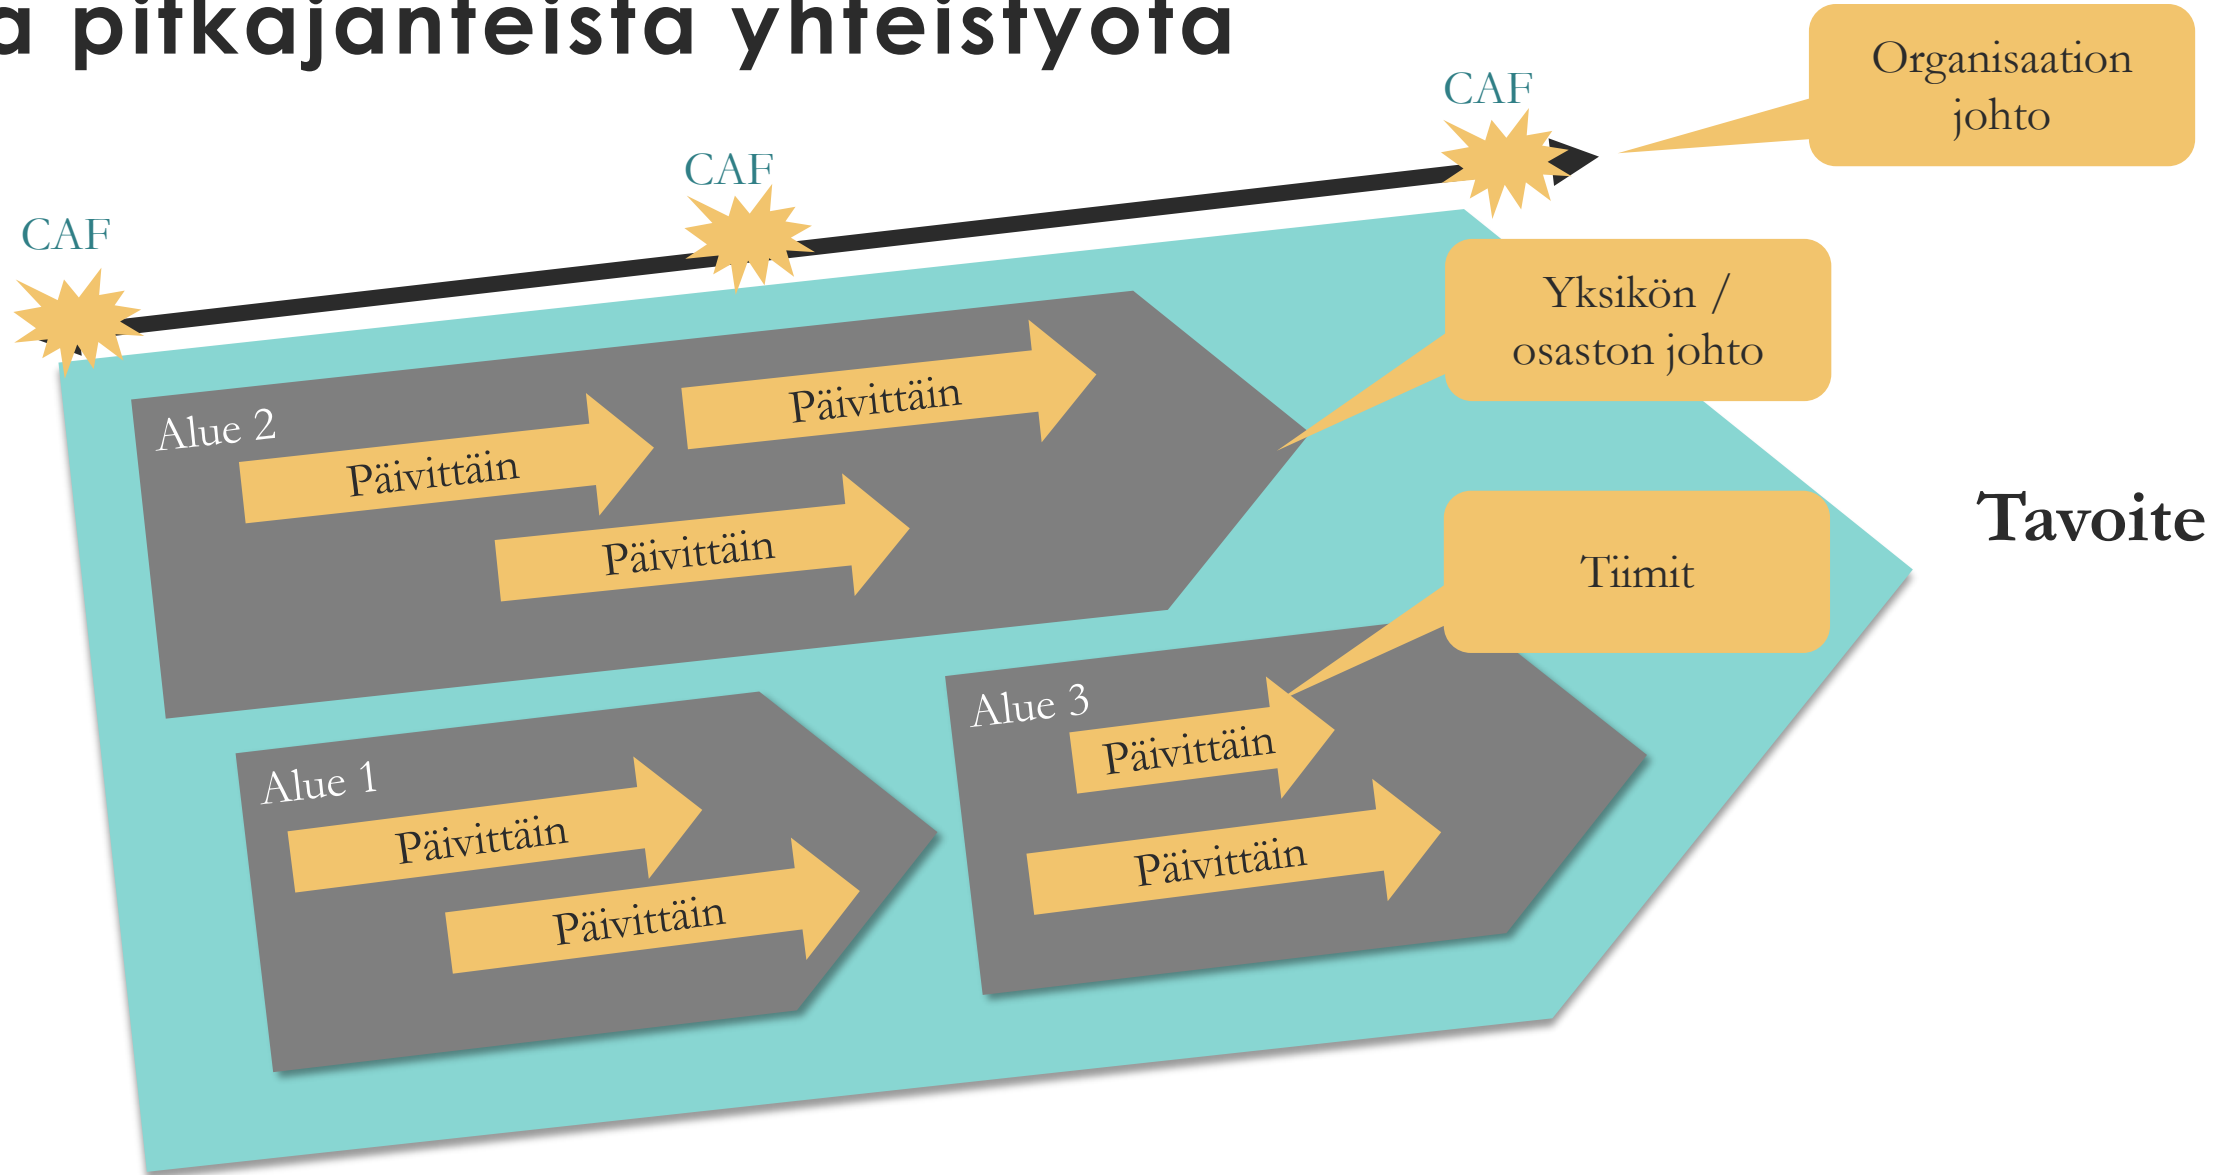 pitkäjänteistä yhteistyötä
Organisaation
johto
CAF
CAF
CAF
Yksikön /
osaston johto
Alue 2
Päivittäin
Päivittäin
Päivittäin
Tavoite
Tiimit
Alue 3
Päivittäin
Päivittäin
Alue 1
Päivittäin
Päivittäin